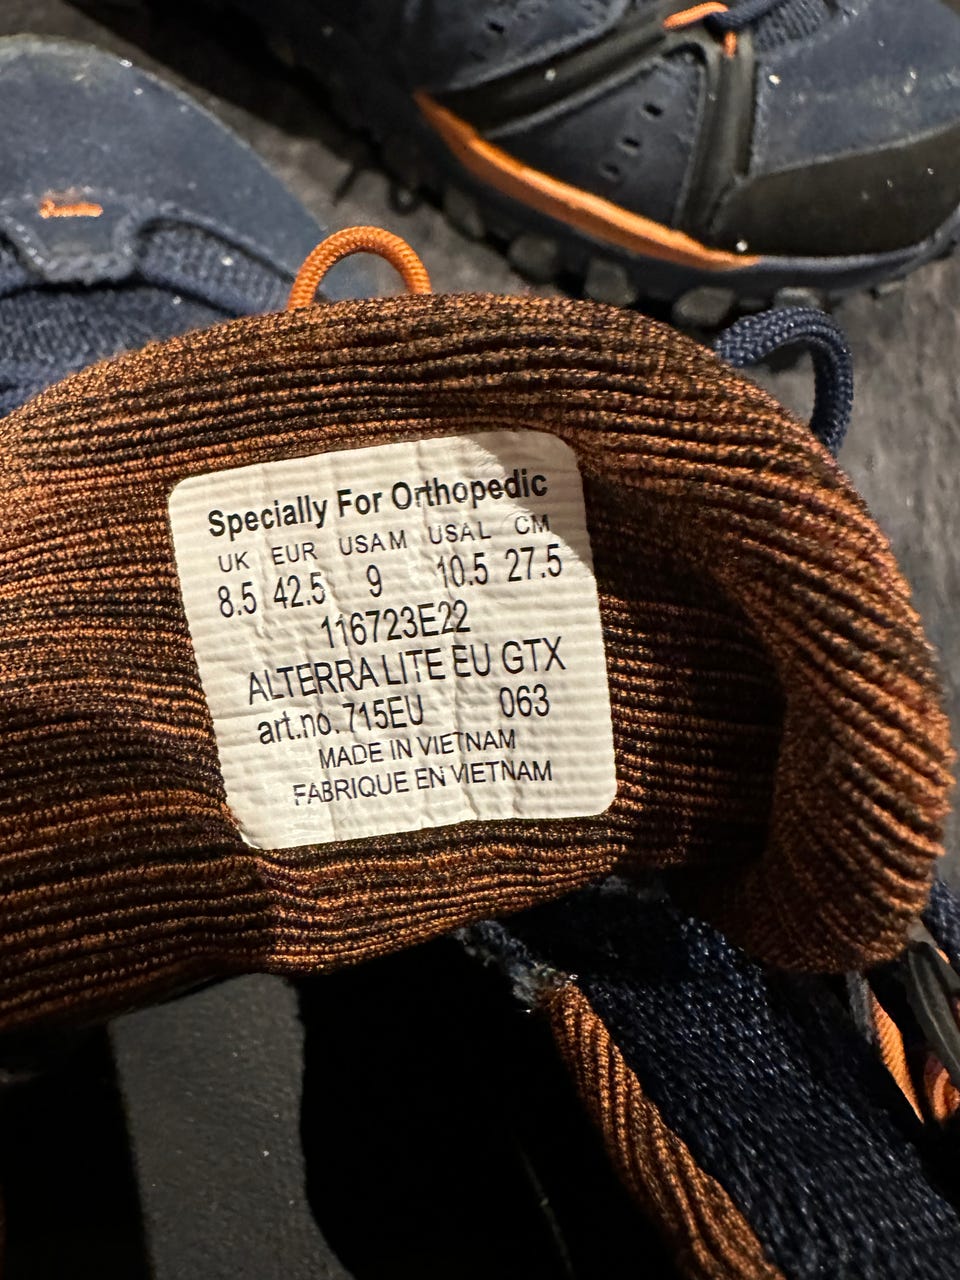 Specially For Orthopedic
UK EUR USA M USA L CM
8.5 42.5 9 10.5 27.5
116723E22
ALTERRA LITE EU GTX
art.no. 715EU 063
MADE IN VIETNAM
FABRIQUE EN VIETNAM